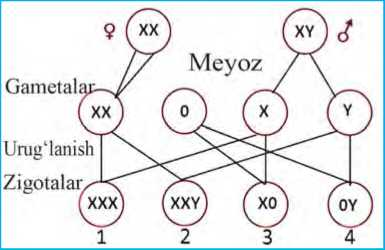 ♀ XX XY ♂
Meyoz
Gametalar
XX 0 X Y
Urug‘lanish
Zigotalar
XXX XXY X0 0Y
1 2 3 4